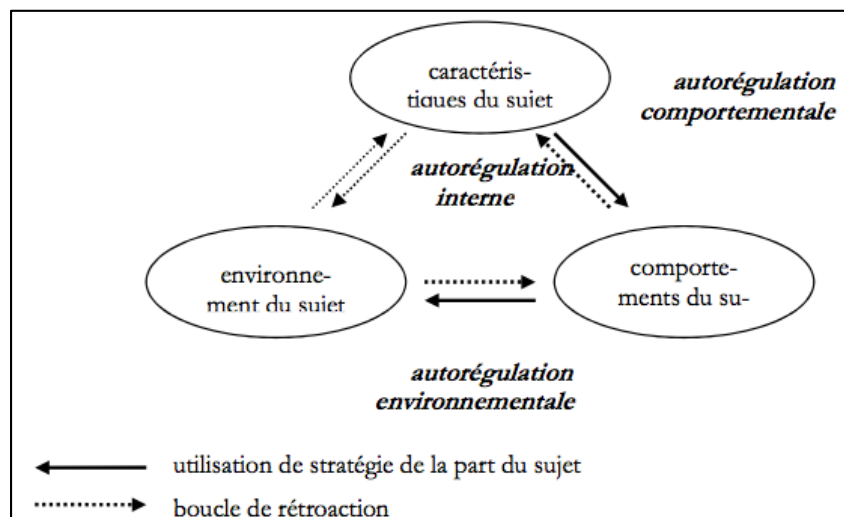 caractéris-
tiques du sujet
autorégulation
comportementale
autorégulation
interne
environne-
ment du sujet
comporte-
ments du su-
autorégulation
environnementale
utilisation de stratégie de la part du sujet
boucle de rétroaction